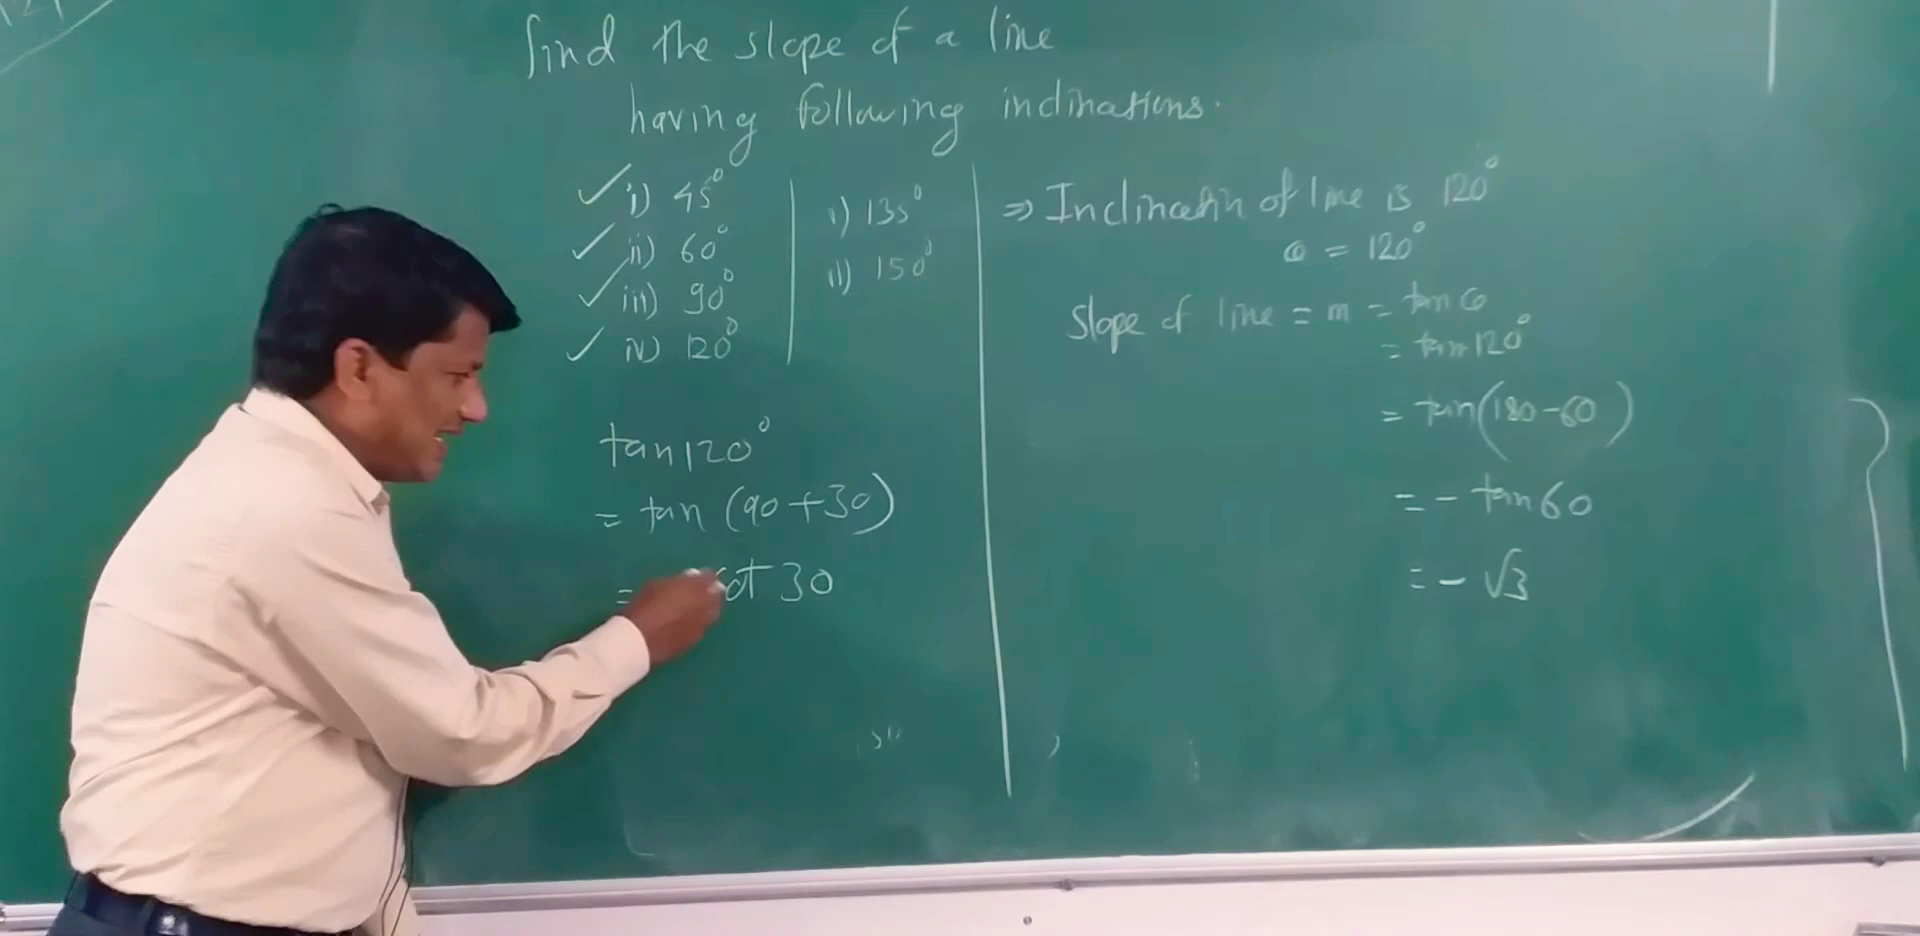 find the slope of a line
having following inclinations.
i) 45°
ii) 60°
iii) 90°
iv) 120°
i) 135°
ii) 150°
tan120°
= tan (90+30)
= cot 30
⇒ Inclination of line is 120°
θ = 120°
Slope of line = m = tan θ
= tan120°
= tan(180-60)
= - tan60
= - √3